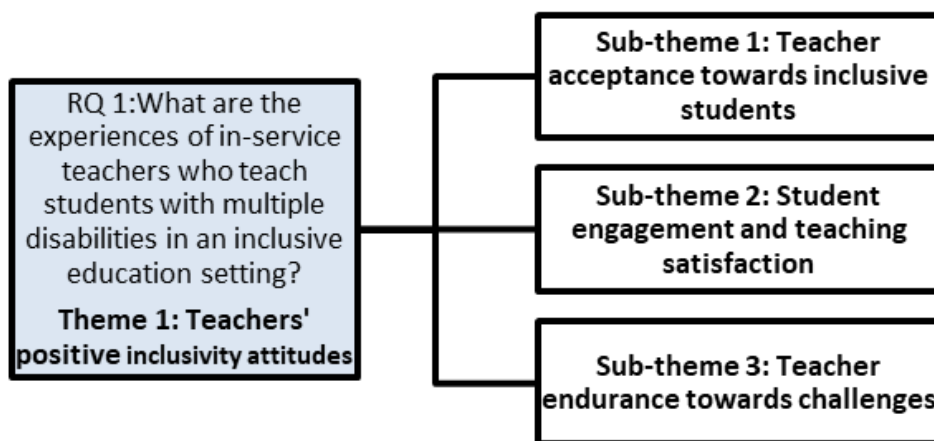 RQ 1:What are the
experiences of in-service
teachers who teach
students with multiple
disabilities in an inclusive
education setting?
Theme 1: Teachers'
positive inclusivity attitudes
Sub-theme 1: Teacher
acceptance towards inclusive
students
Sub-theme 2: Student
engagement and teaching
satisfaction
Sub-theme 3: Teacher
endurance towards challenges